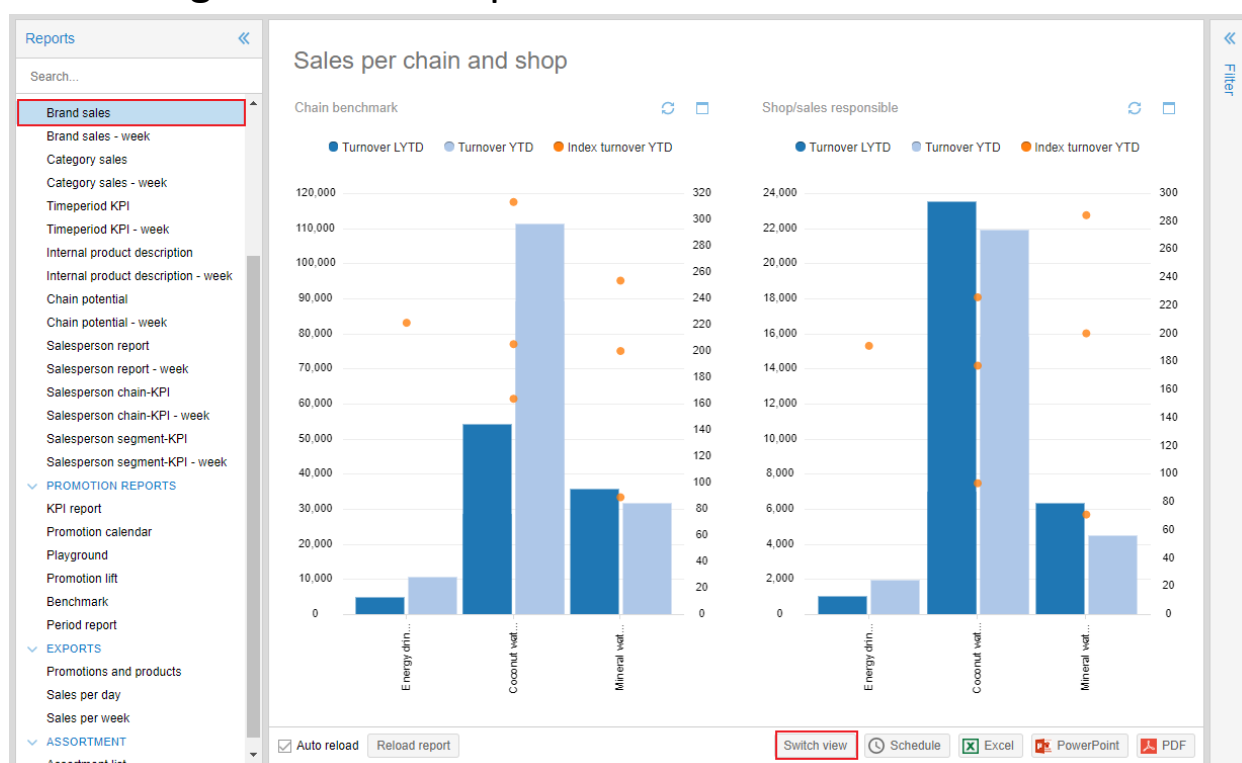 Reports
Search...
Brand sales
Brand sales - week
Category sales
Category sales - week
Timeperiod KPI
Timeperiod KPI - week
Internal product description
Internal product description - week
Chain potential
Chain potential - week
Salesperson report
Salesperson report - week
Salesperson chain-KPI
Salesperson chain-KPI - week
Salesperson segment-KPI
Salesperson segment-KPI - week
PROMOTION REPORTS
KPI report
Promotion calendar
Playground
Promotion lift
Benchmark
Period report
EXPORTS
Promotions and products
Sales per day
Sales per week
ASSORTMENT
Sales per chain and shop
Chain benchmark
Turnover LYTD Turnover YTD Index turnover YTD
120,000
110,000
100,000
90,000
80,000
70,000
60,000
50,000
40,000
30,000
20,000
10,000
0
320
300
280
260
240
220
200
180
160
140
120
100
80
60
40
20
0
Energy drin...
Coconut wat...
Mineral wat...
Shop/sales responsible
Turnover LYTD Turnover YTD Index turnover YTD
24,000
22,000
20,000
18,000
16,000
14,000
12,000
10,000
8,000
6,000
4,000
2,000
0
300
280
260
240
220
200
180
160
140
120
100
80
60
40
20
0
Energy drin...
Coconut wat...
Mineral wat...
Auto reload Reload report Switch view Schedule Excel PowerPoint PDF
Filter